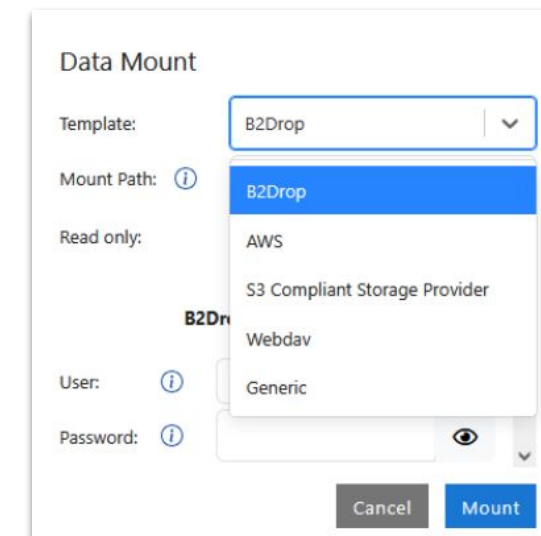 Data Mount
Template:
B2Drop
Mount Path:
B2Drop
Read only:
AWS
S3 Compliant Storage Provider
Webdav
User:
Generic
Password:
Cancel
Mount